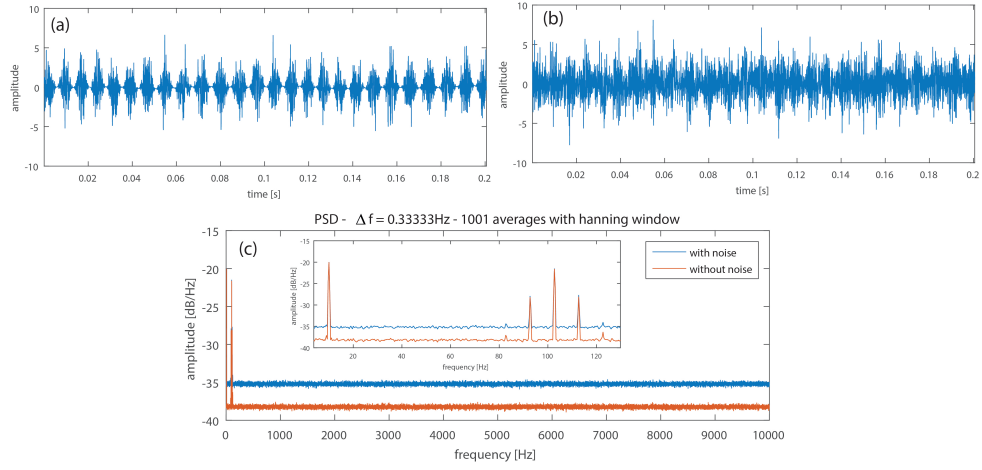 (a)
10
5
0
-5
-10
amplitude
0.02 0.04 0.06 0.08 0.1 0.12 0.14 0.16 0.18 0.2
time [s]
(b)
10
5
0
-5
-10
amplitude
0.02 0.04 0.06 0.08 0.1 0.12 0.14 0.16 0.18 0.2
time [s]
PSD - Δ f = 0.33333Hz - 1001 averages with hanning window
(c)
-15
-20
-25
-30
-35
-40
amplitude [dB/Hz]
0 1000 2000 3000 4000 5000 6000 7000 8000 9000 10000
frequency [Hz]
-15
-20
-25
-30
-35
-40
amplitude [dB/Hz]
20 40 60 80 100 120
frequency [Hz]
with noise
without noise